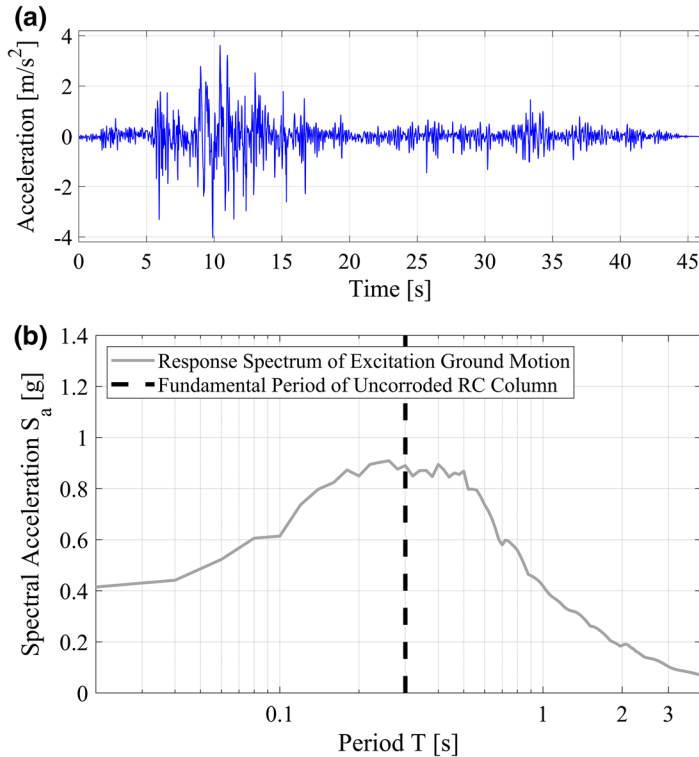 (a)
Acceleration [m/s²]
4
2
0
-2
-4
0 5 10 15 20 25 30 35 40 45
Time [s]
(b)
Spectral Acceleration Sₐ [g]
1.4
1.2
1
0.8
0.6
0.4
0.2
0
Response Spectrum of Excitation Ground Motion
Fundamental Period of Uncorroded RC Column
0.1 1 2 3
Period T [s]